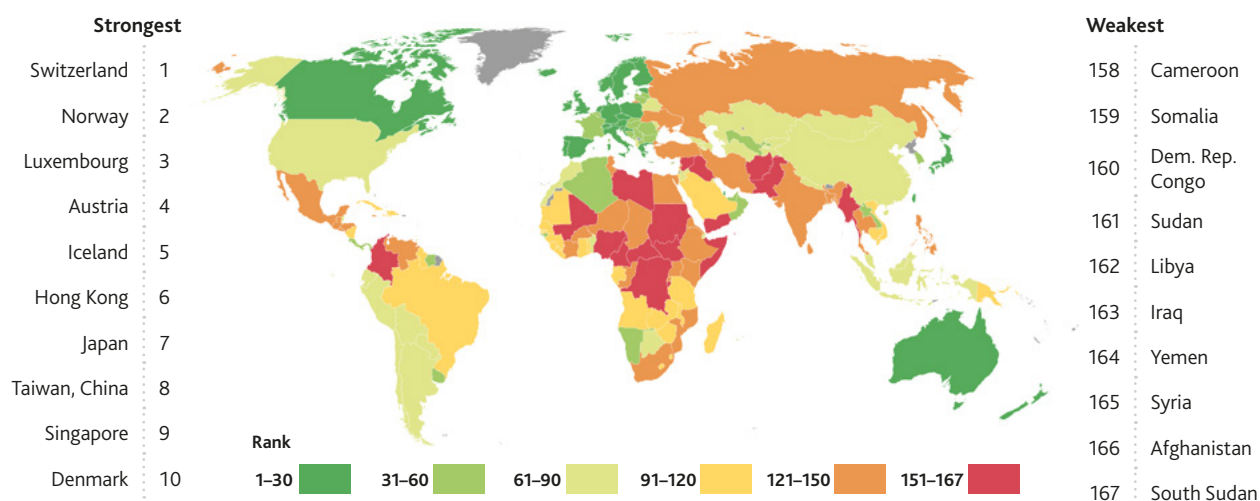 Strongest
Switzerland 1
Norway 2
Luxembourg 3
Austria 4
Iceland 5
Hong Kong 6
Japan 7
Taiwan, China 8
Singapore 9
Denmark 10
Rank
1–30
31–60
61–90
91–120
121–150
151–167
Weakest
158 Cameroon
159 Somalia
160 Dem. Rep.
Congo
161 Sudan
162 Libya
163 Iraq
164 Yemen
165 Syria
166 Afghanistan
167 South Sudan